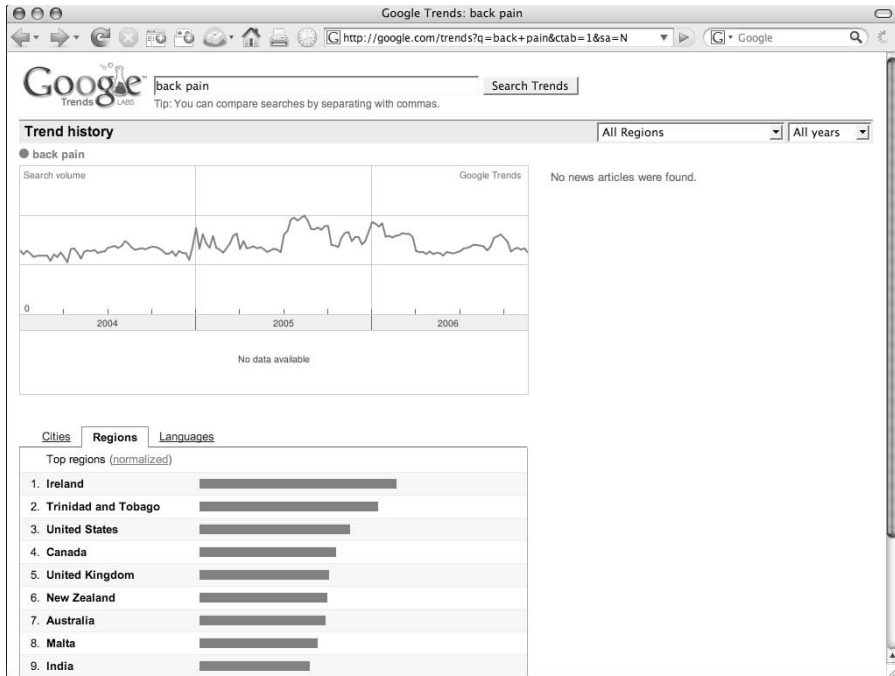 Google Trends: back pain
http://google.com/trends?q=back+pain&ctab=1&sa=N
G Google
Google™
Trends LABS
back pain
Search Trends
Tip: You can compare searches by separating with commas.
Trend history
All Regions
All years
back pain
Search volume
Google Trends
No news articles were found.
0
2004 2005 2006
No data available
Cities Regions Languages
Top regions (normalized)
1. Ireland
2. Trinidad and Tobago
3. United States
4. Canada
5. United Kingdom
6. New Zealand
7. Australia
8. Malta
9. India